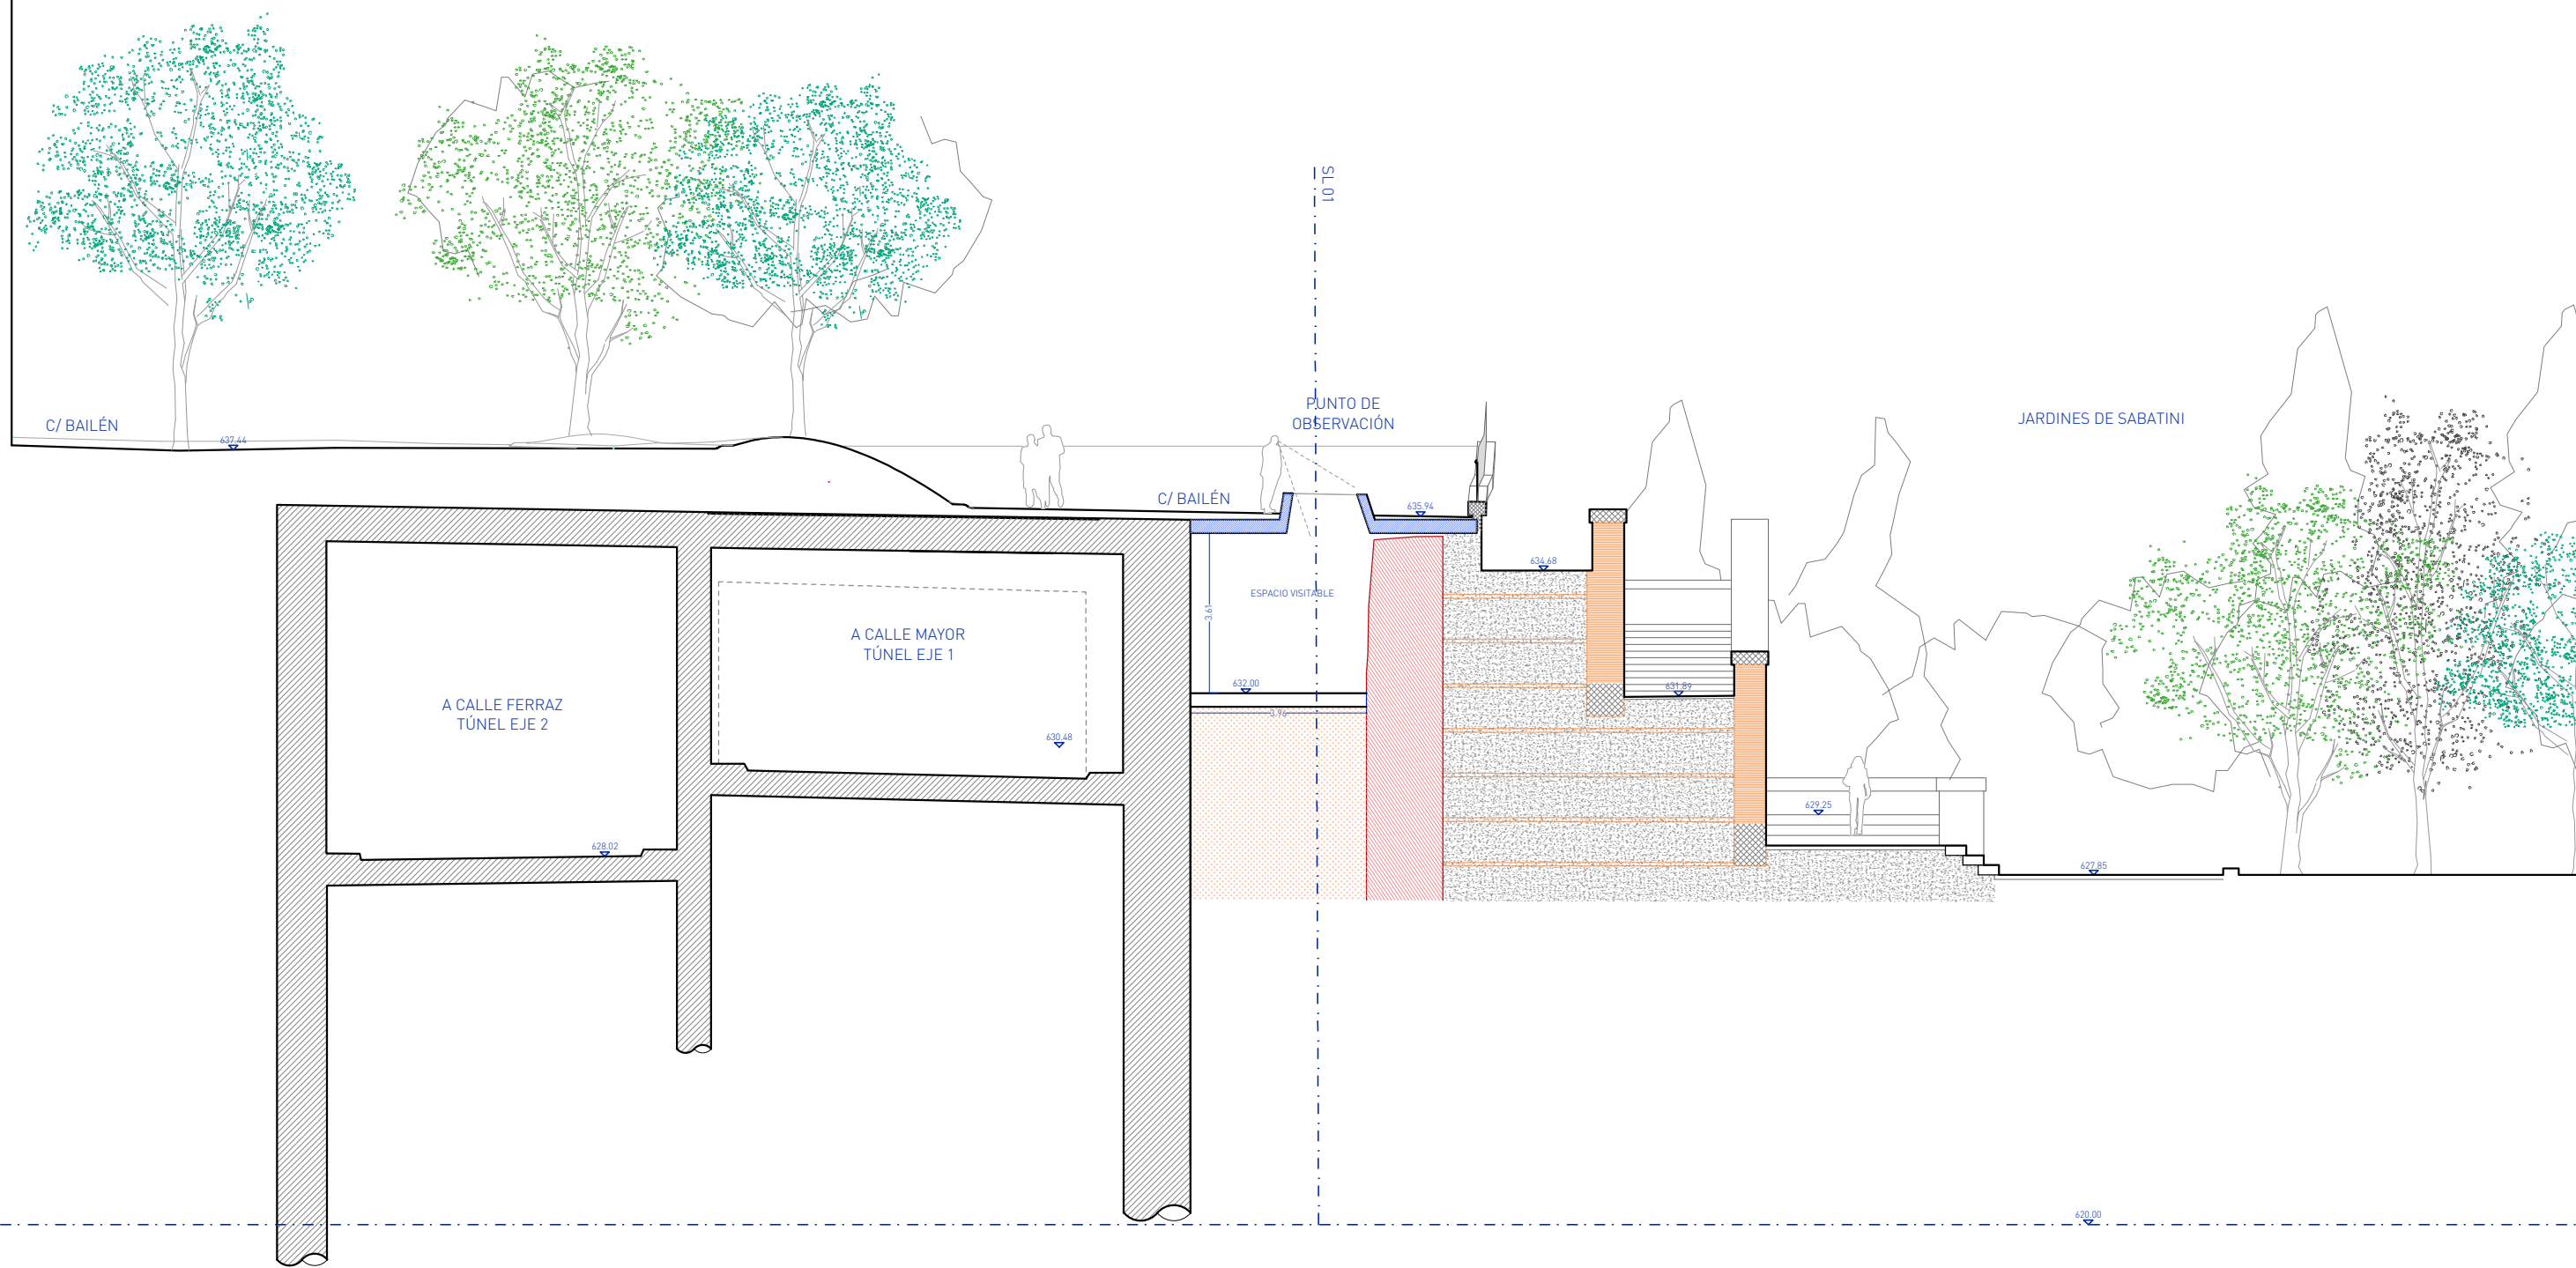 SL 01
PUNTO DE
OBSERVACIÓN
C/ BAILÉN
637.44
JARDINES DE SABATINI
C/ BAILÉN
635.94
634.68
ESPACIO VISITABLE
3.61
A CALLE MAYOR
TÚNEL EJE 1
632.00
631.89
3.96
A CALLE FERRAZ
TÚNEL EJE 2
630.48
629.25
628.02
627.85
620.00